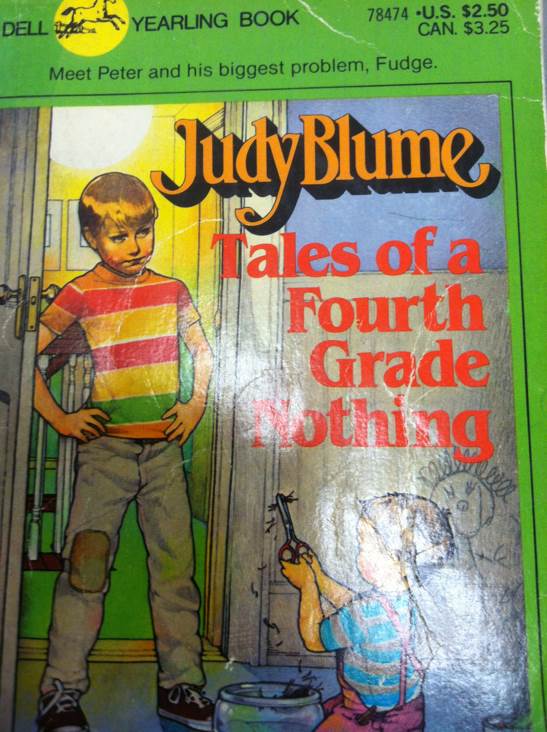 DELL YEARLING BOOK 78474 • U.S. $2.50
CAN. $3.25
Meet Peter and his biggest problem, Fudge.
Judy Blume
Tales of a
Fourth
Grade
Nothing